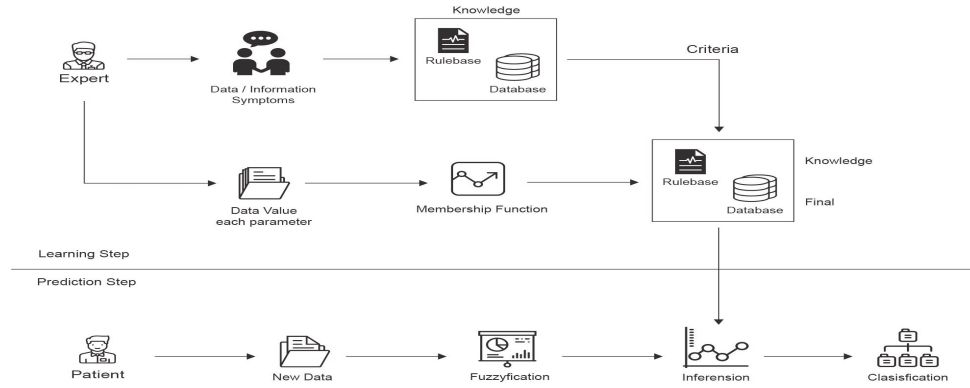 Knowledge
Rulebase
Database
Criteria
Expert
Data / Information
Symptoms
Rulebase
Database
Knowledge
Final
Data Value
each parameter
Membership Function
Learning Step
Prediction Step
Patient
New Data
Fuzzyfication
Inferension
Clasisfication